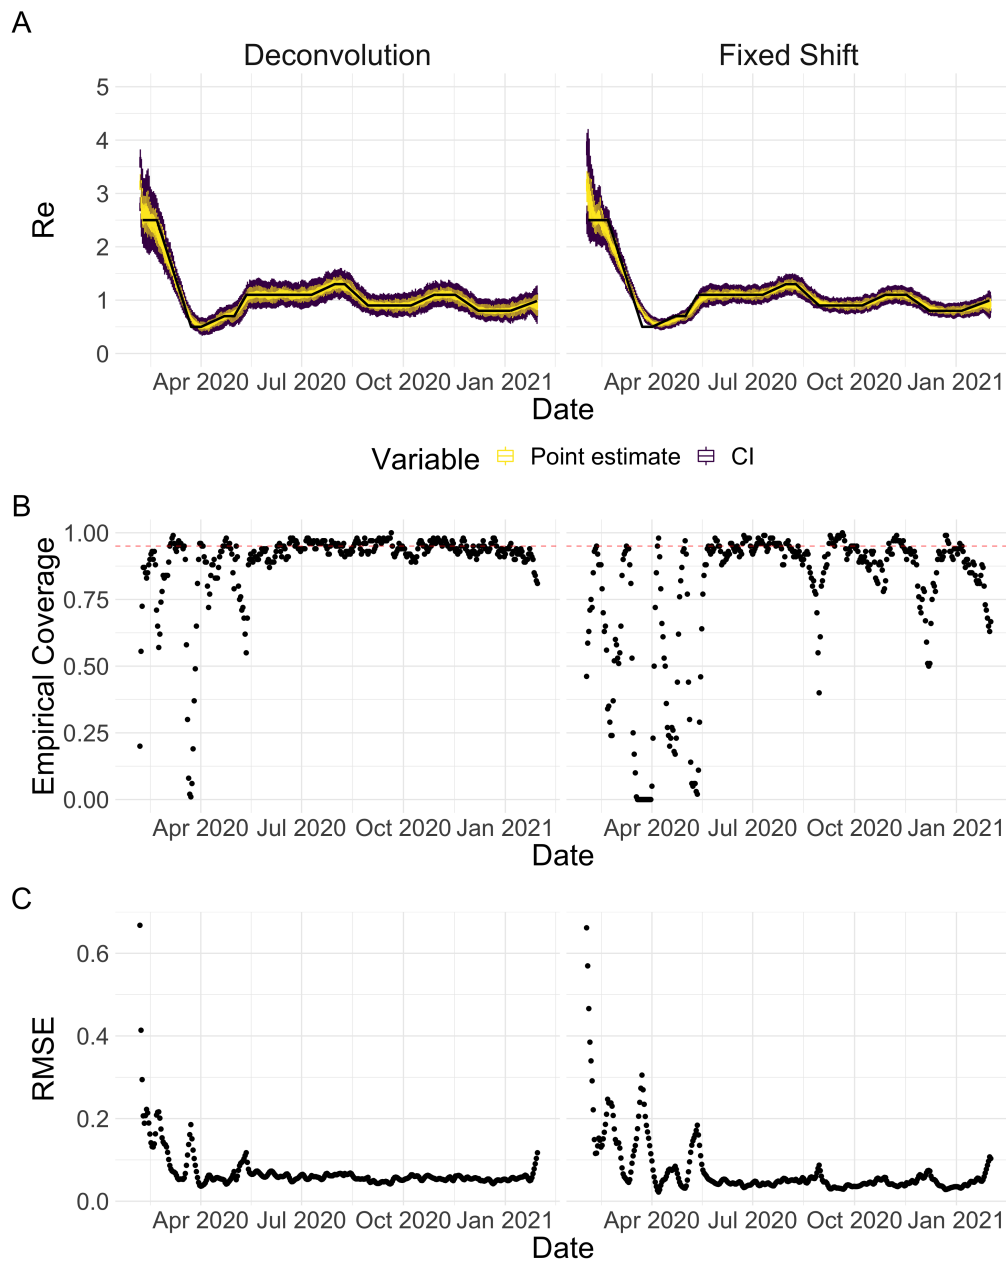 A
Deconvolution Fixed Shift
Re
5
4
3
2
1
0
Apr 2020 Jul 2020 Oct 2020 Jan 2021 Apr 2020 Jul 2020 Oct 2020 Jan 2021
Date
Variable Point estimate CI
B
Empirical Coverage
1.00
0.75
0.50
0.25
0.00
Apr 2020 Jul 2020 Oct 2020 Jan 2021 Apr 2020 Jul 2020 Oct 2020 Jan 2021
Date
C
RMSE
0.6
0.4
0.2
0.0
Apr 2020 Jul 2020 Oct 2020 Jan 2021 Apr 2020 Jul 2020 Oct 2020 Jan 2021
Date